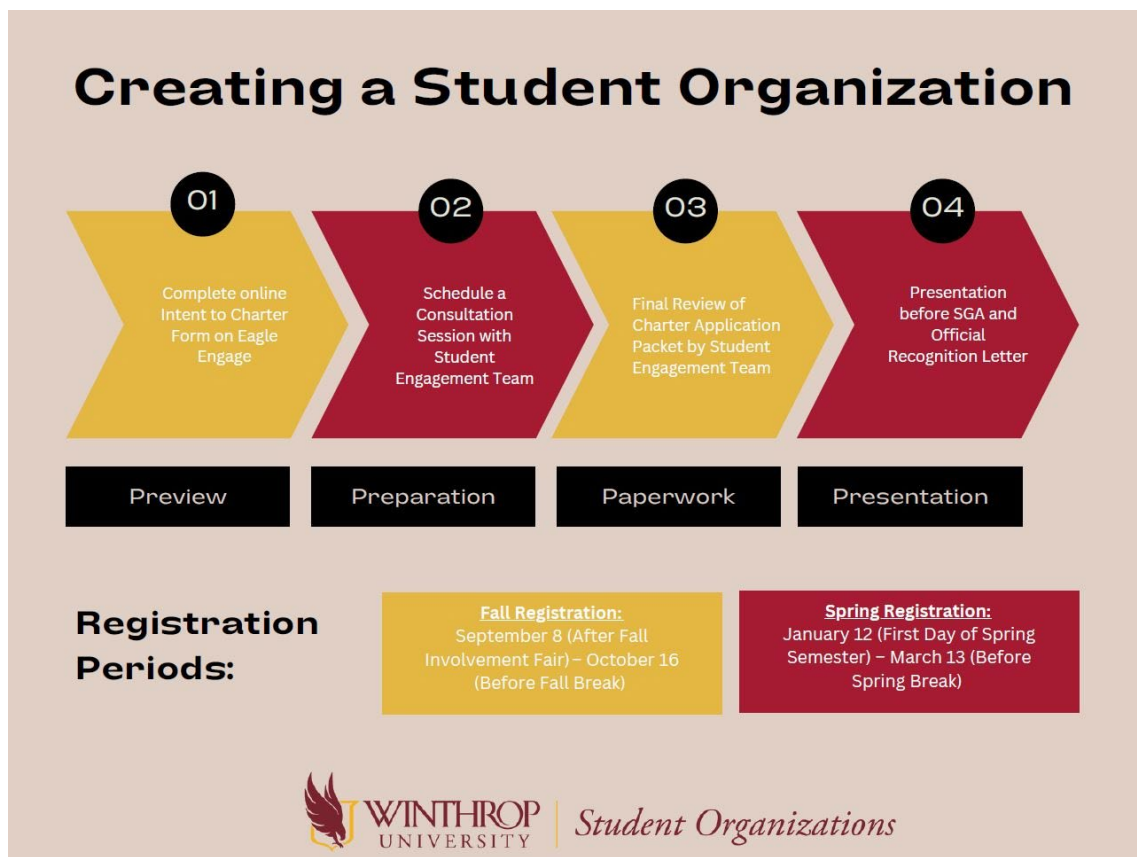 Creating a Student Organization
01
Complete online
Intent to Charter
Form on Eagle
Engage
02
Schedule a
Consultation
Session with
Student
Engagement Team
03
Final Review of
Charter Application
Packet by Student
Engagement Team
04
Presentation
before SGA and
Official
Recognition Letter
Preview
Preparation
Paperwork
Presentation
Registration
Periods:
Fall Registration:
September 8 (After Fall
Involvement Fair) – October 16
(Before Fall Break)
Spring Registration:
January 12 (First Day of Spring
Semester) – March 13 (Before
Spring Break)
WINTHROP
UNIVERSITY
Student Organizations